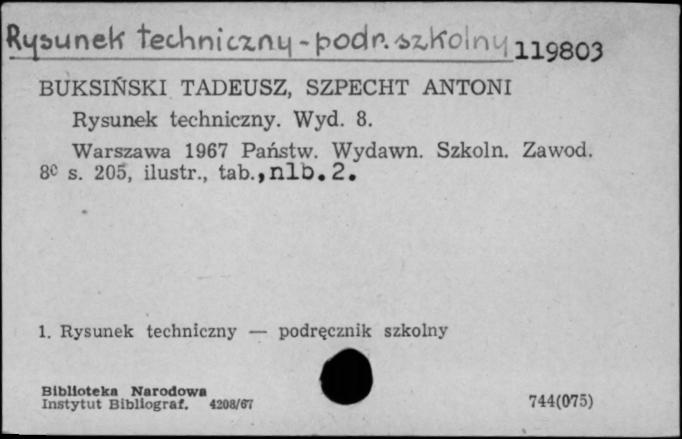 Rysunek techniczny - podr. szkolny 119803
BUKSIŃSKI TADEUSZ, SZPECHT ANTONI
Rysunek techniczny. Wyd. 8.
Warszawa 1967 Państw. Wydawn. Szkoln. Zawod.
8° s. 205, ilustr., tab., nlb. 2.
1. Rysunek techniczny — podręcznik szkolny
Biblioteka Narodowa
Instytut Bibliograf. 4208/67 744(075)